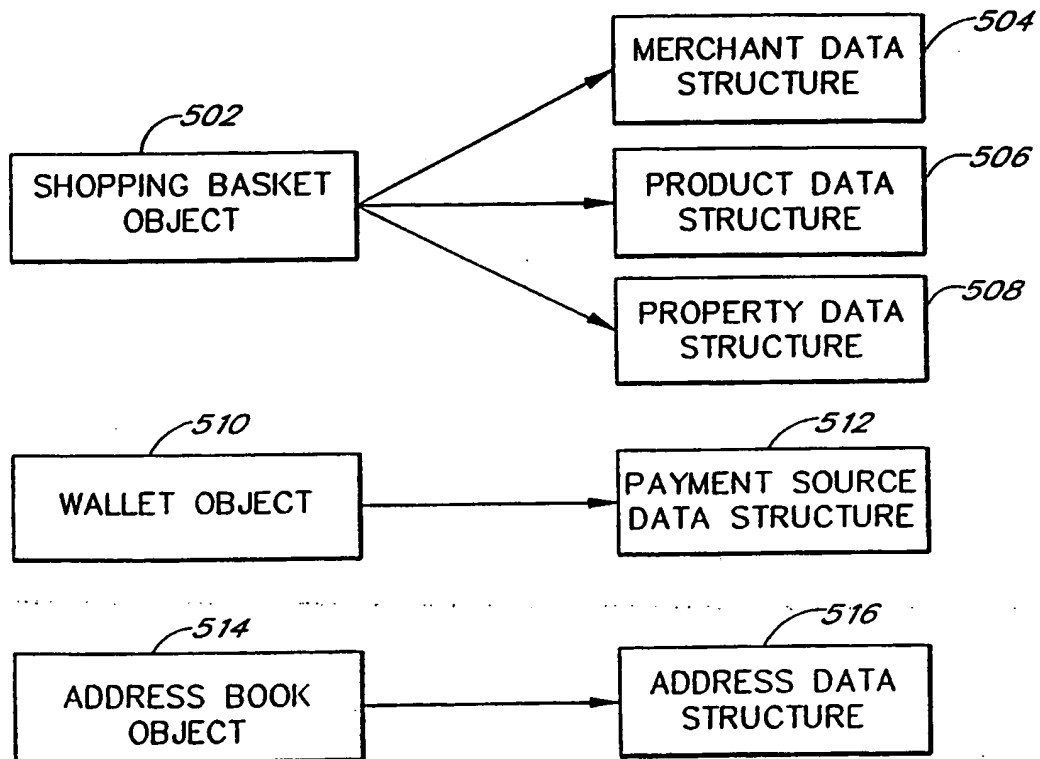 504
MERCHANT DATA
STRUCTURE
502
SHOPPING BASKET
OBJECT
506
PRODUCT DATA
STRUCTURE
508
PROPERTY DATA
STRUCTURE
510
WALLET OBJECT
512
PAYMENT SOURCE
DATA STRUCTURE
514
ADDRESS BOOK
OBJECT
516
ADDRESS DATA
STRUCTURE